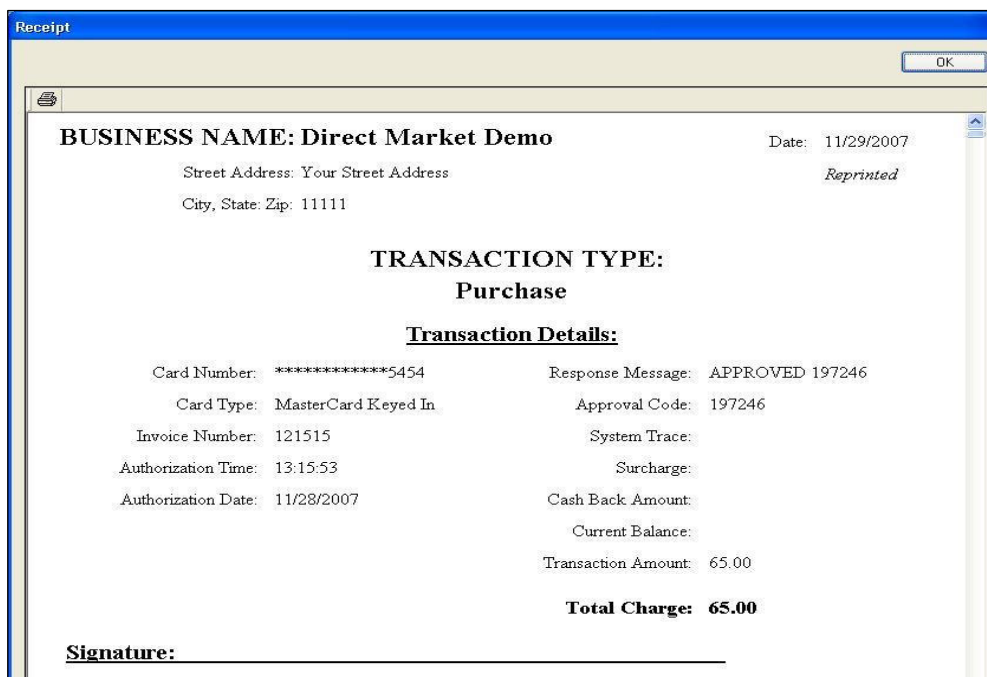 Receipt
OK
BUSINESS NAME: Direct Market Demo
Date: 11/29/2007
Street Address: Your Street Address
Reprinted
City, State: Zip: 11111
TRANSACTION TYPE:
Purchase
Transaction Details:
Card Number: ************5454
Response Message: APPROVED 197246
Card Type: MasterCard Keyed In
Approval Code: 197246
Invoice Number: 121515
System Trace:
Authorization Time: 13:15:53
Surcharge:
Authorization Date: 11/28/2007
Cash Back Amount:
Current Balance:
Transaction Amount: 65.00
Total Charge: 65.00
Signature: